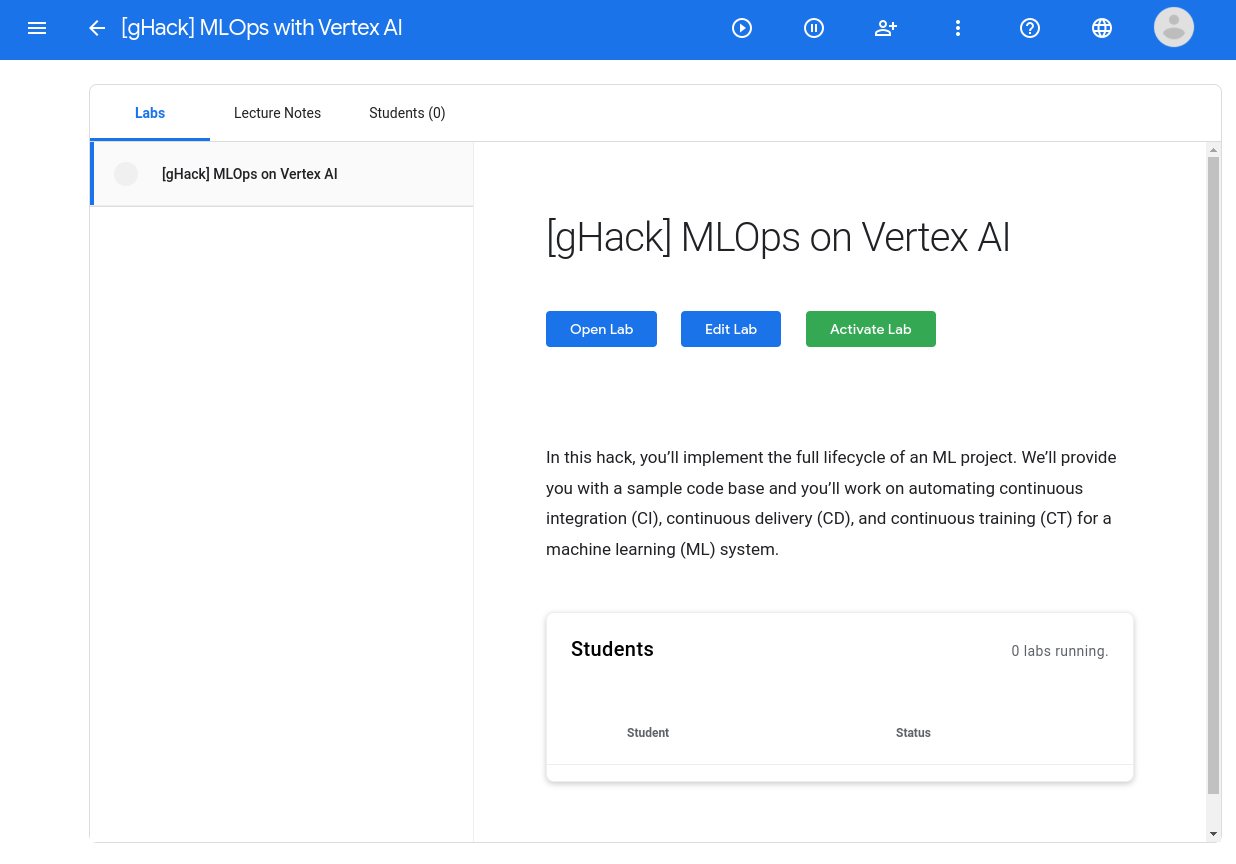 [gHack] MLOps with Vertex AI
Labs
Lecture Notes
Students (0)
[gHack] MLOps on Vertex AI
[gHack] MLOps on Vertex AI
Open Lab
Edit Lab
Activate Lab
In this hack, you’ll implement the full lifecycle of an ML project. We’ll provide
you with a sample code base and you’ll work on automating continuous
integration (CI), continuous delivery (CD), and continuous training (CT) for a
machine learning (ML) system.
Students
0 labs running.
Student
Status